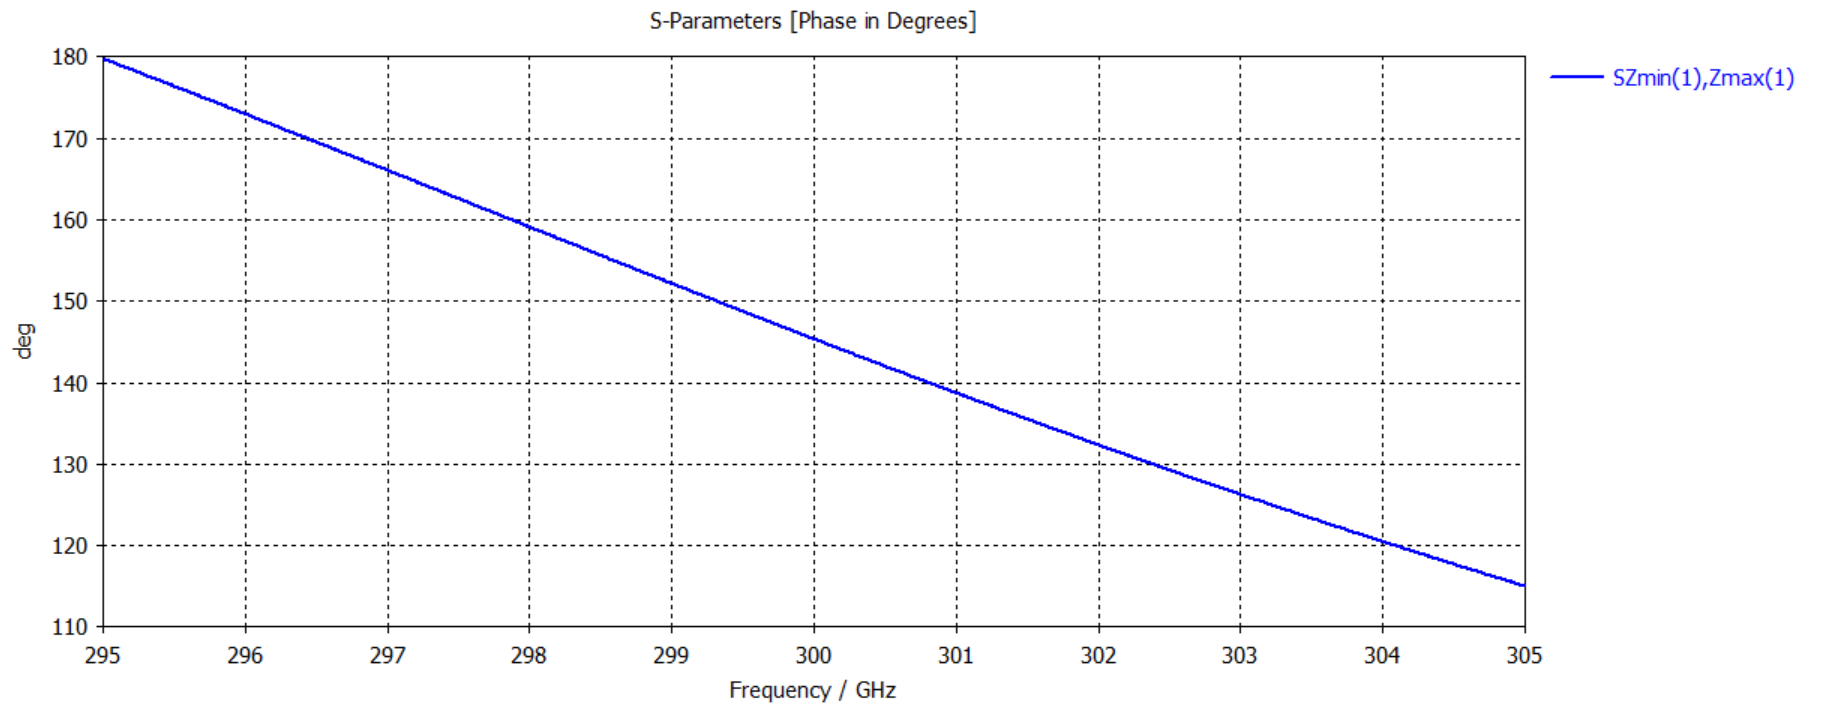 S-Parameters [Phase in Degrees]
180
170
160
150
140
130
120
110
deg
295 296 297 298 299 300 301 302 303 304 305
Frequency / GHz
SZmin(1),Zmax(1)